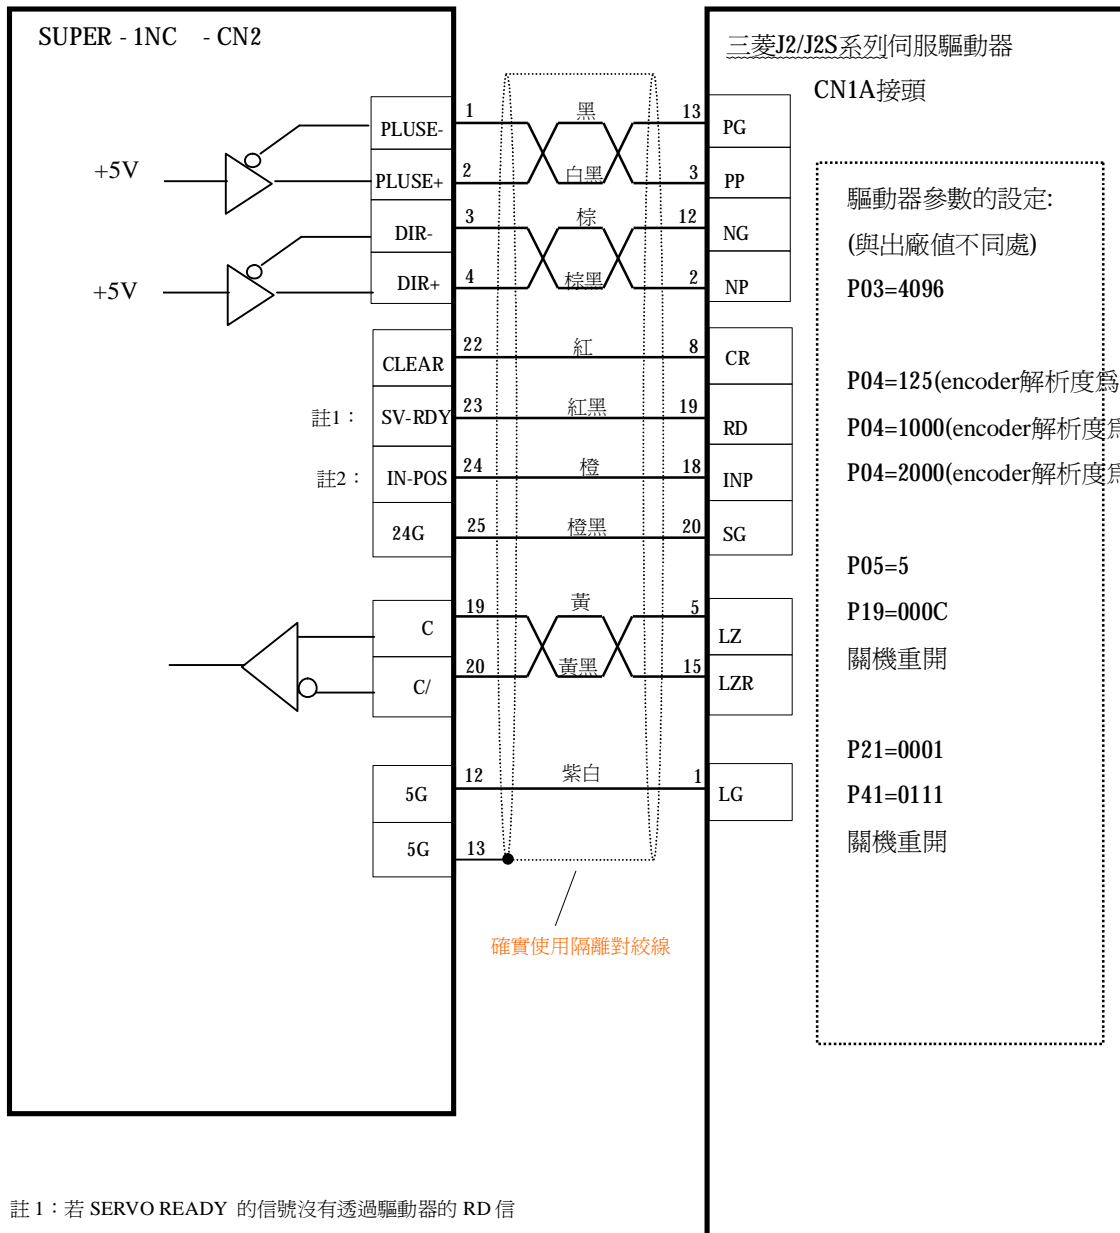 SUPER - 1NC - CN2
三菱J2/J2S系列伺服驅動器
CN1A接頭
PLUSE- 1 黑 13 PG
+5V PLUSE+ 2 白黑 3 PP
DIR- 3 棕 12 NG
+5V DIR+ 4 棕黑 2 NP
CLEAR 22 紅 8 CR
註1： SV-RDY 23 紅黑 19 RD
註2： IN-POS 24 橙 18 INP
24G 25 橙黑 20 SG
C 19 黃 5 LZ
C/ 20 黃黑 15 LZR
5G 12 紫白 1 LG
5G 13
確實使用隔離對絞線
驅動器參數的設定:
(與出廠值不同處)
P03=4096
P04=125(encoder解析度為
P04=1000(encoder解析度為
P04=2000(encoder解析度為
P05=5
P19=000C
關機重開
P21=0001
P41=0111
關機重開
註 1：若 SERVO READY 的信號沒有透過驅動器的 RD 信